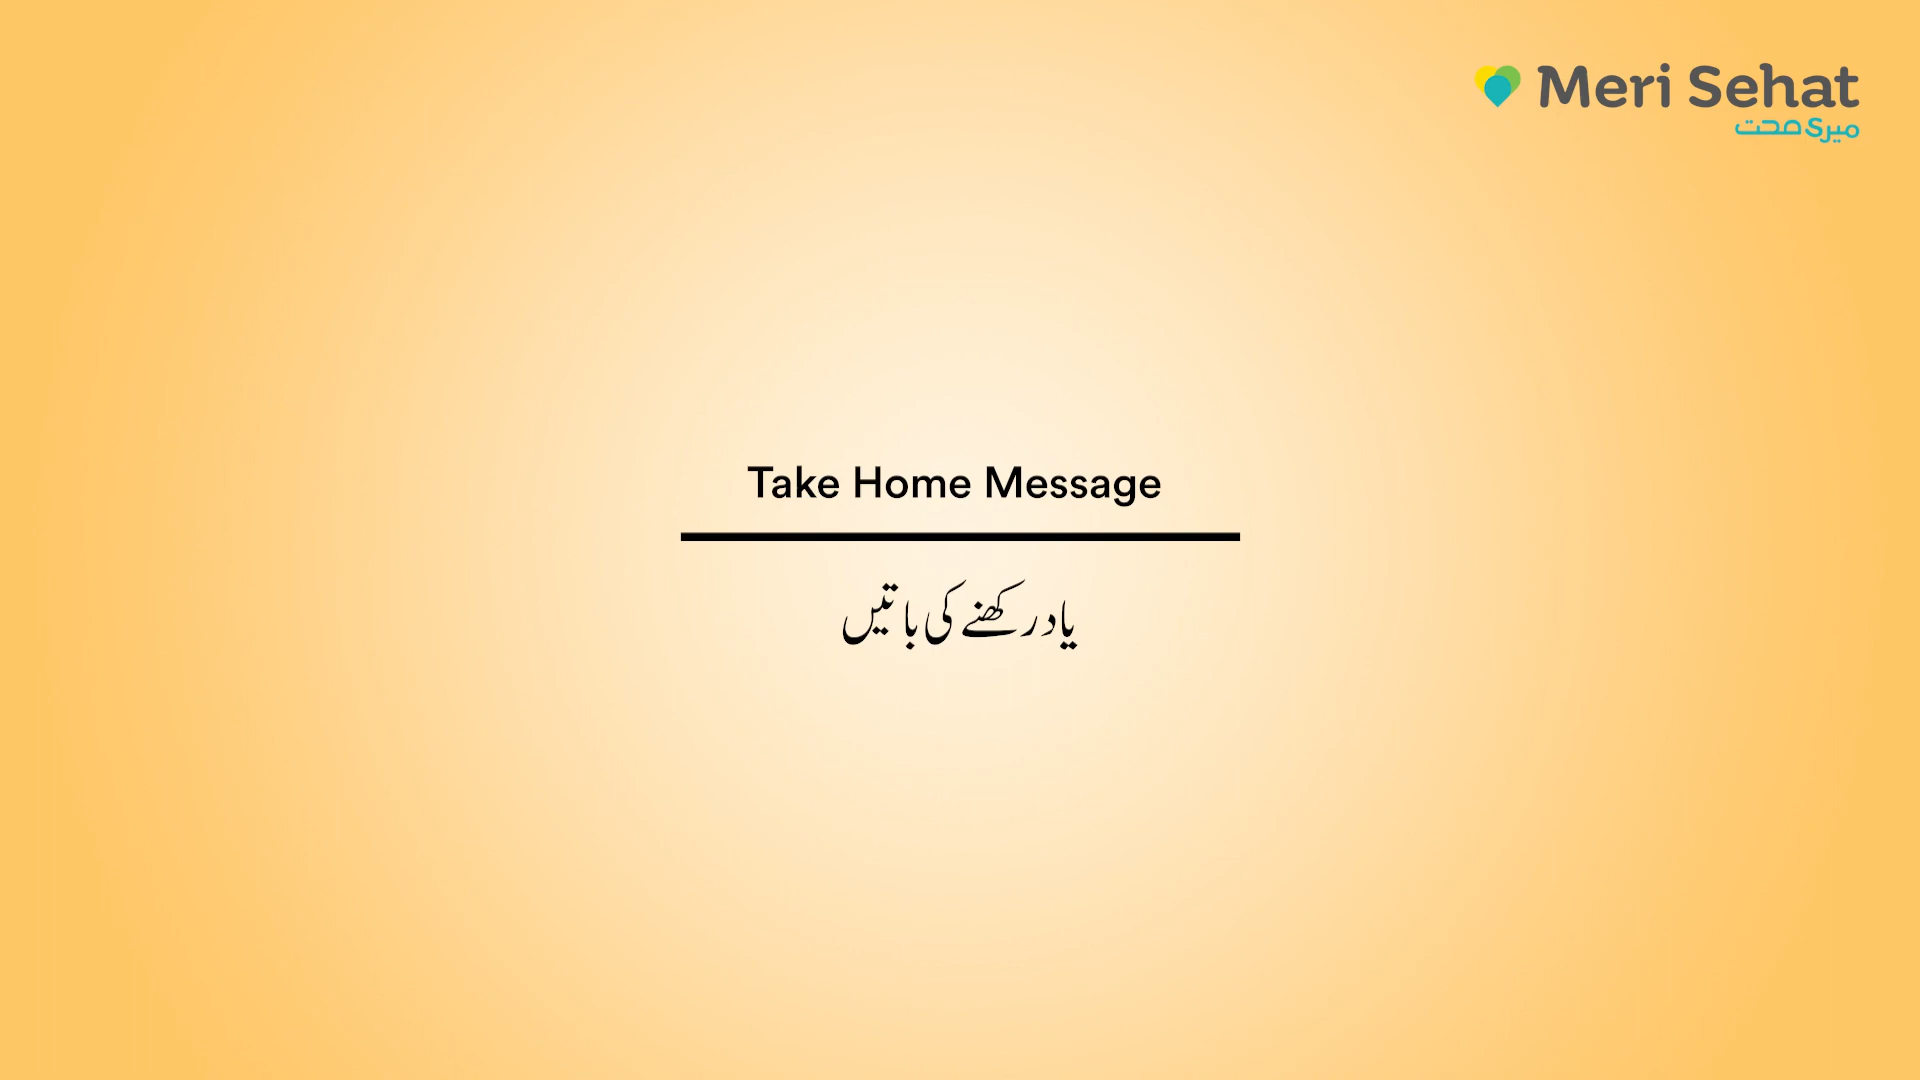 Meri Sehat
میری صحت
Take Home Message
یاد رکھنے کی باتیں